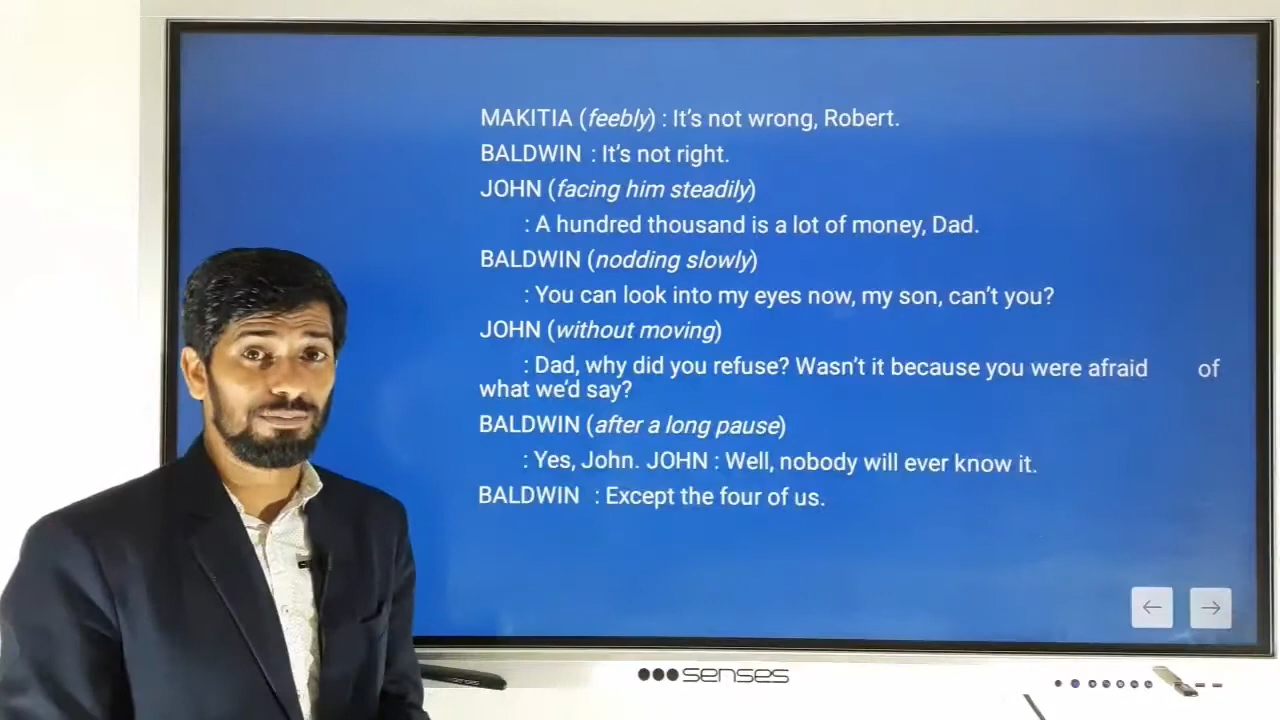 MAKITIA (feebly) : It's not wrong, Robert.
BALDWIN : It's not right.
JOHN (facing him steadily)
: A hundred thousand is a lot of money, Dad.
BALDWIN (nodding slowly)
: You can look into my eyes now, my son, can't you?
JOHN (without moving)
: Dad, why did you refuse? Wasn't it because you were afraid of
what we'd say?
BALDWIN (after a long pause)
: Yes, John. JOHN : Well, nobody will ever know it.
BALDWIN : Except the four of us.
senses